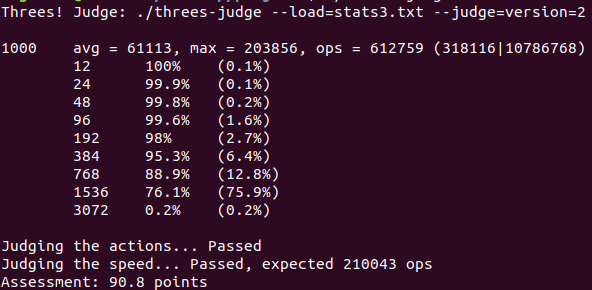 Threes! Judge: ./threes-judge --load=stats3.txt --judge=version=2
1000 avg = 61113, max = 203856, ops = 612759 (318116|10786768)
12 100% (0.1%)
24 99.9% (0.1%)
48 99.8% (0.2%)
96 99.6% (1.6%)
192 98% (2.7%)
384 95.3% (6.4%)
768 88.9% (12.8%)
1536 76.1% (75.9%)
3072 0.2% (0.2%)
Judging the actions... Passed
Judging the speed... Passed, expected 210043 ops
Assessment: 90.8 points